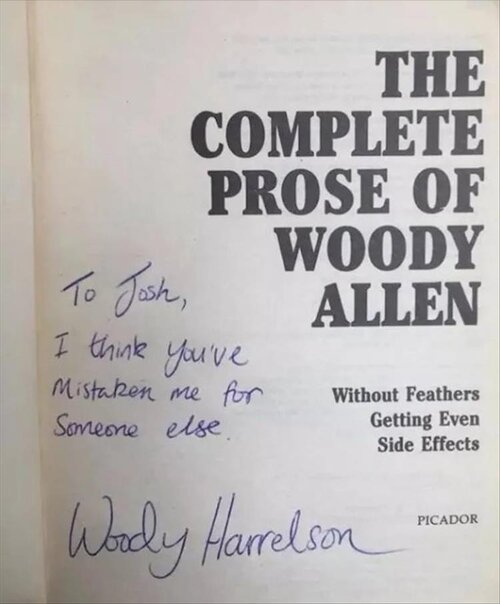 THE
COMPLETE
PROSE OF
WOODY
ALLEN
Without Feathers
Getting Even
Side Effects
PICADOR
To Josh,
I think you've
Mistaken me for
Someone else.
Woody Harrelson